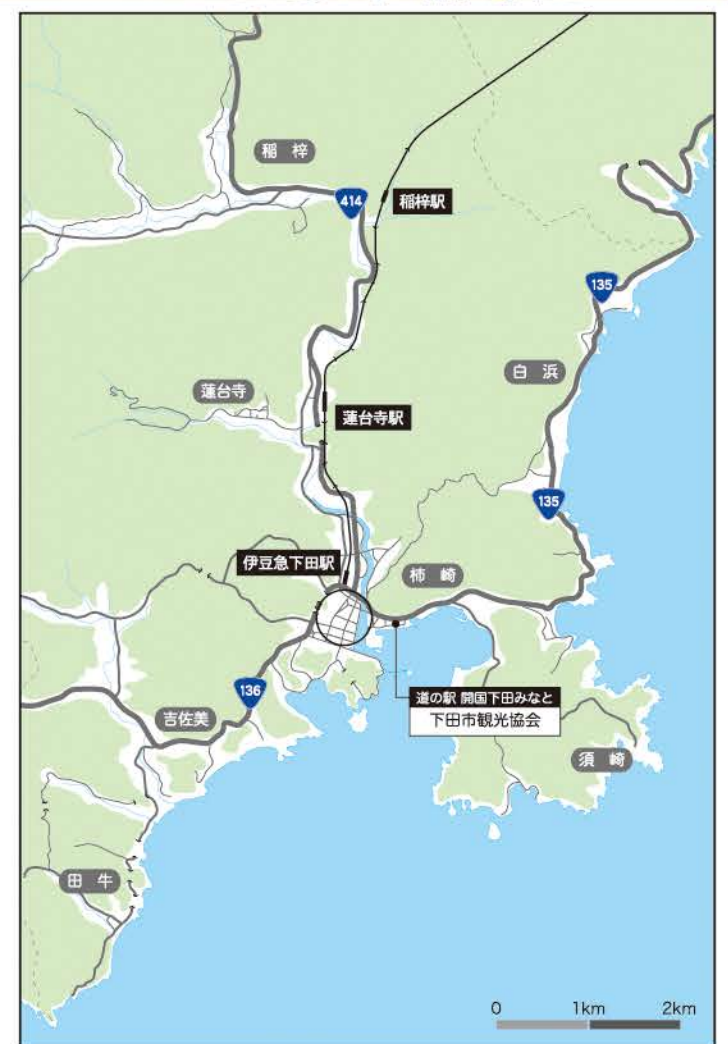 稲 梓
414
稲梓駅
135
白 浜
蓮台寺
蓮台寺駅
135
伊豆急下田駅
柿 崎
136
道の駅 開国下田みなと
下田市観光協会
吉佐美
須 崎
田 牛
0 1km 2km